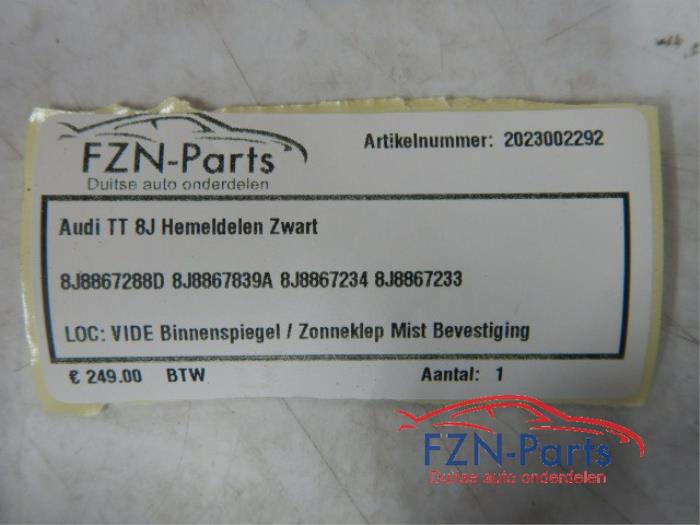 FZN-Parts
Duitse auto onderdelen
Artikelnummer: 2023002292
Audi TT 8J Hemeldelen Zwart
8J8867288D 8J8867839A 8J8867234 8J8867233
LOC: VIDE Binnenspiegel / Zonneklep Mist Bevestiging
€ 249.00 BTW Aantal: 1
FZN-Parts
Duitse auto onderdelen